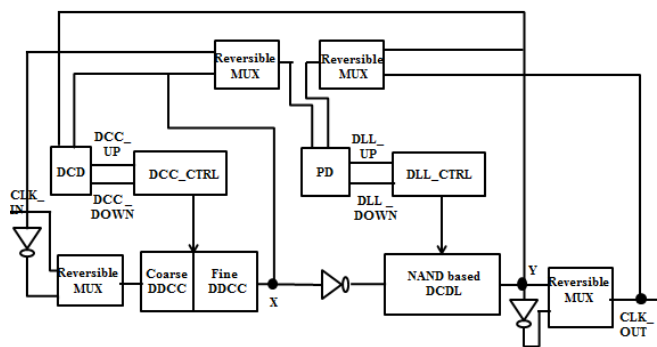 Reversible
MUX
Reversible
MUX
DCC_
UP
DCD
DCC_CTRL
DCC_
DOWN
DLL_
UP
PD
DLL_CTRL
DLL_
DOWN
CLK_
IN
Reversible
MUX
Coarse
DDCC
Fine
DDCC
X
NAND based
DCDL
Y
Reversible
MUX
CLK_
OUT